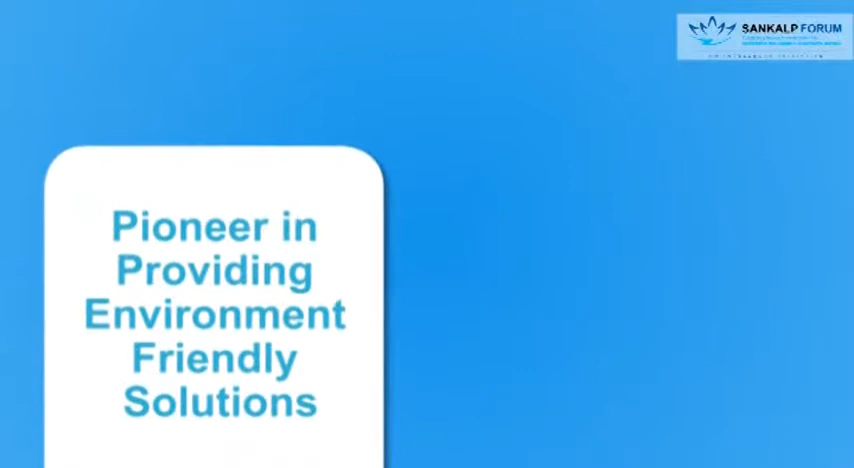 SANKALP FORUM
Pioneer in
Providing
Environment
Friendly
Solutions